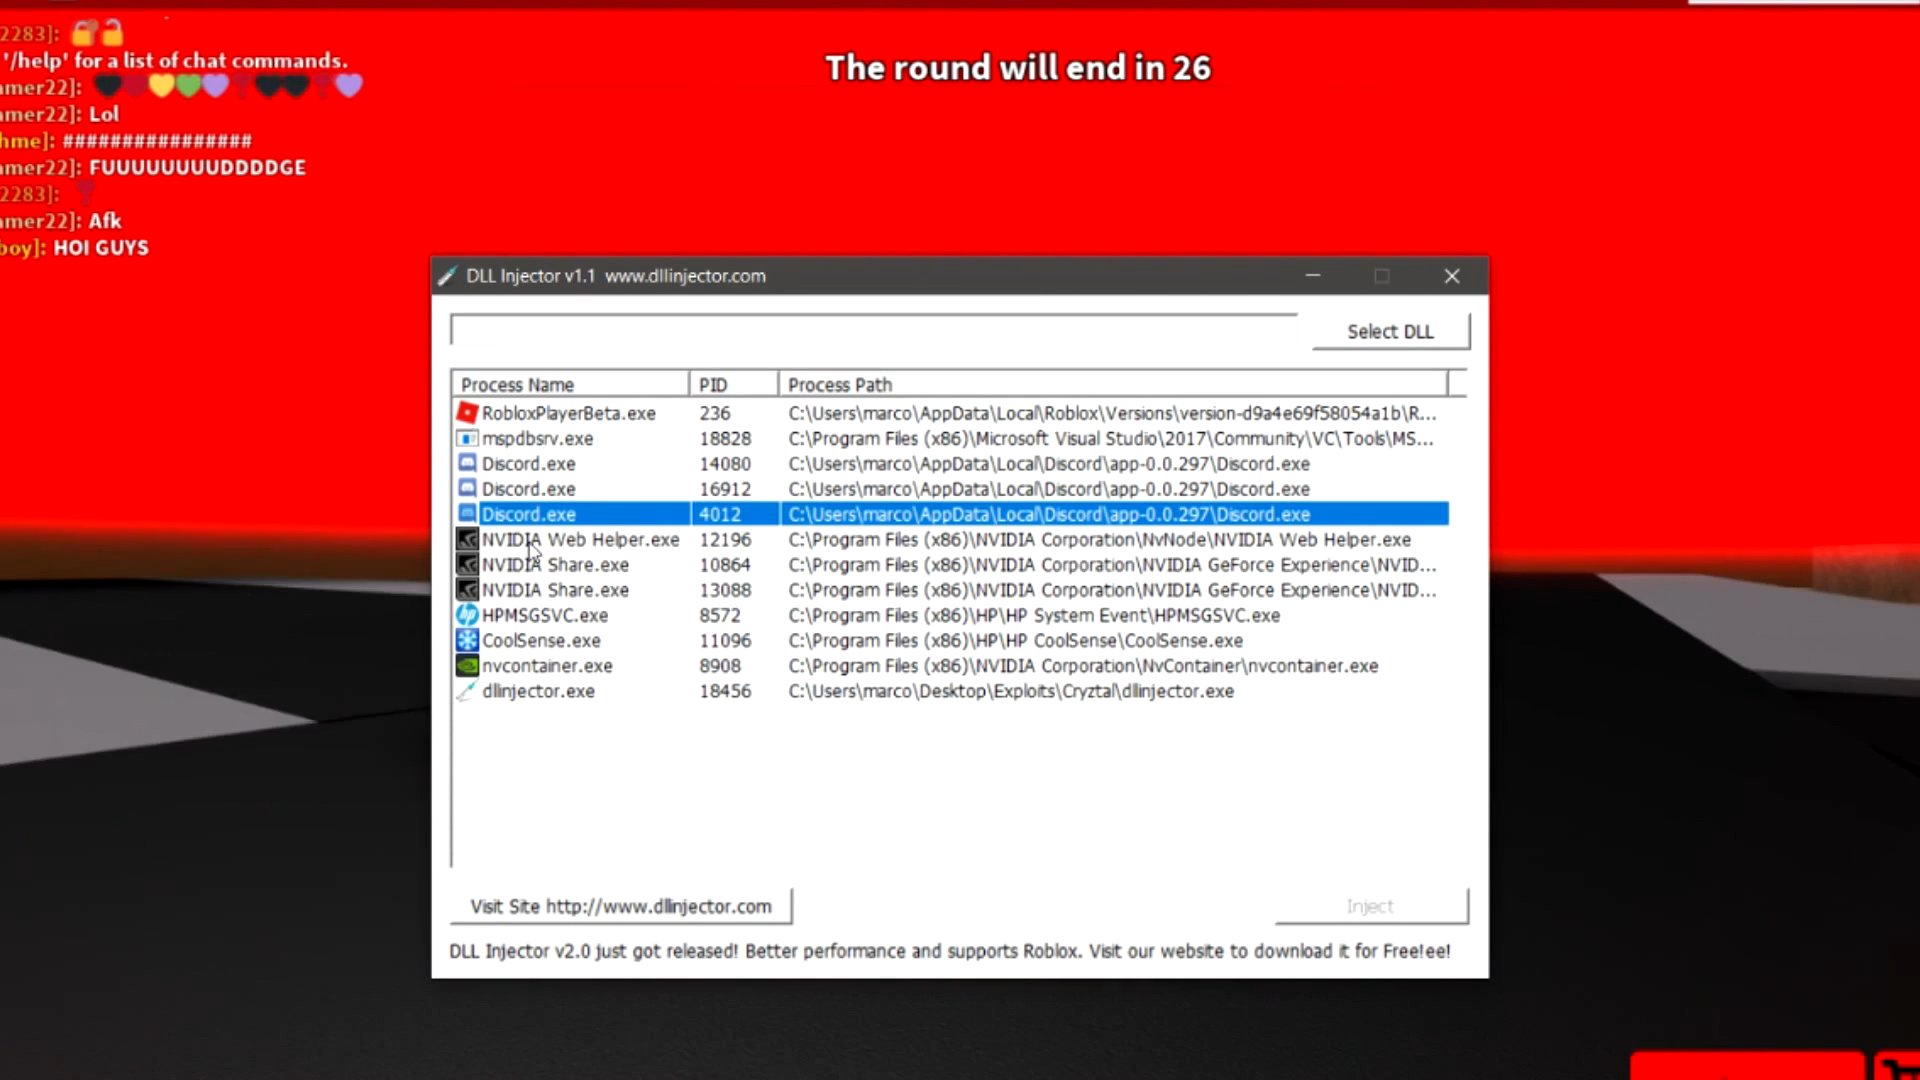 2283]:
'/help' for a list of chat commands.
amer22]:
amer22]: Lol
hme]: ################
amer22]: FUUUUUUUUDDDDGE
2283]:
amer22]: Afk
boy]: HOI GUYS
The round will end in 26
DLL Injector v1.1 www.dllinjector.com
Select DLL
Process Name PID Process Path
RobloxPlayerBeta.exe 236 C:\Users\marco\AppData\Local\Roblox\Versions\version-d9a4e69f58054a1b\R...
mspdbsrv.exe 18828 C:\Program Files (x86)\Microsoft Visual Studio\2017\Community\VC\Tools\MS...
Discord.exe 14080 C:\Users\marco\AppData\Local\Discord\app-0.0.297\Discord.exe
Discord.exe 16912 C:\Users\marco\AppData\Local\Discord\app-0.0.297\Discord.exe
Discord.exe 4012 C:\Users\marco\AppData\Local\Discord\app-0.0.297\Discord.exe
NVIDIA Web Helper.exe 12196 C:\Program Files (x86)\NVIDIA Corporation\NvNode\NVIDIA Web Helper.exe
NVIDIA Share.exe 10864 C:\Program Files (x86)\NVIDIA Corporation\NVIDIA GeForce Experience\NVID...
NVIDIA Share.exe 13088 C:\Program Files (x86)\NVIDIA Corporation\NVIDIA GeForce Experience\NVID...
HPMSGSVC.exe 8572 C:\Program Files (x86)\HP\HP System Event\HPMSGSVC.exe
CoolSense.exe 11096 C:\Program Files (x86)\HP\HP CoolSense\CoolSense.exe
nvcontainer.exe 8908 C:\Program Files (x86)\NVIDIA Corporation\NvContainer\nvcontainer.exe
dllinjector.exe 18456 C:\Users\marco\Desktop\Exploits\Cryztal\dllinjector.exe
Visit Site http://www.dllinjector.com
Inject
DLL Injector v2.0 just got released! Better performance and supports Roblox. Visit our website to download it for Free!ee!